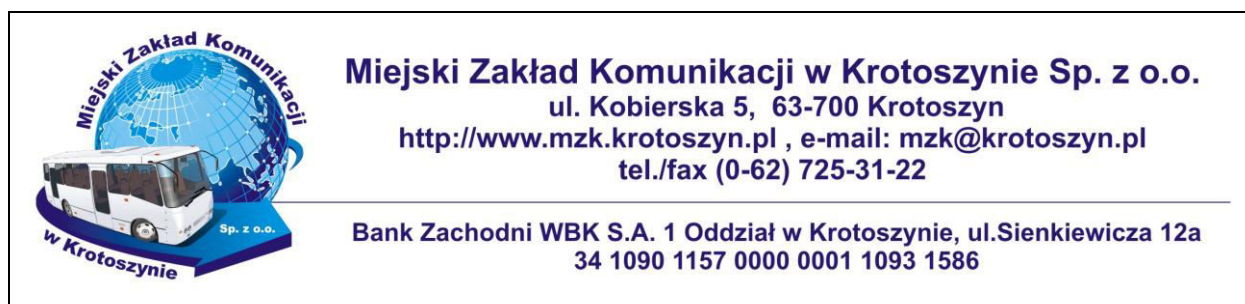 Miejski Zakład Komunikacji
Sp. z o.o.
w Krotoszynie
Miejski Zakład Komunikacji w Krotoszynie Sp. z o.o.
ul. Kobierska 5, 63-700 Krotoszyn
http://www.mzk.krotoszyn.pl , e-mail: mzk@krotoszyn.pl
tel./fax (0-62) 725-31-22
Bank Zachodni WBK S.A. 1 Oddział w Krotoszynie, ul.Sienkiewicza 12a
34 1090 1157 0000 0001 1093 1586